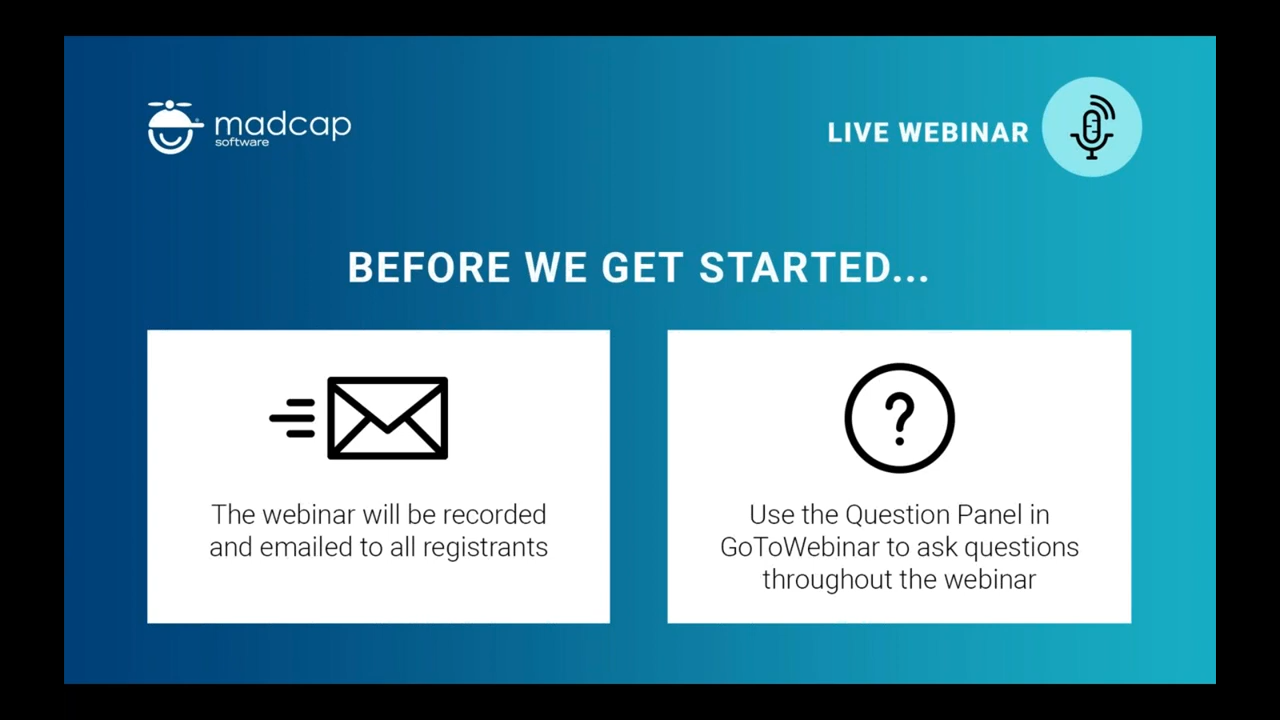 madcap
software
LIVE WEBINAR
BEFORE WE GET STARTED...
The webinar will be recorded
and emailed to all registrants
Use the Question Panel in
GoToWebinar to ask questions
throughout the webinar